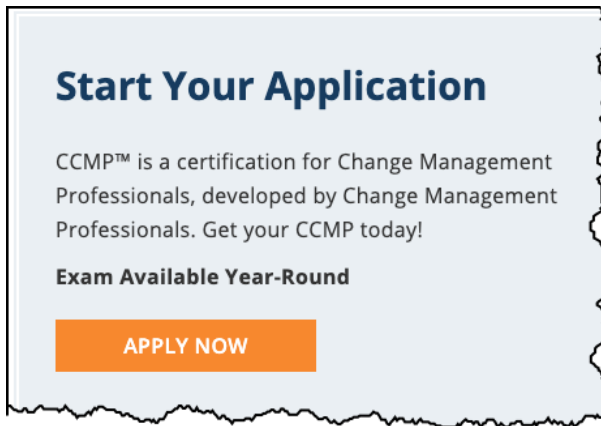 Start Your Application
CCMP™ is a certification for Change Management
Professionals, developed by Change Management
Professionals. Get your CCMP today!
Exam Available Year-Round
APPLY NOW